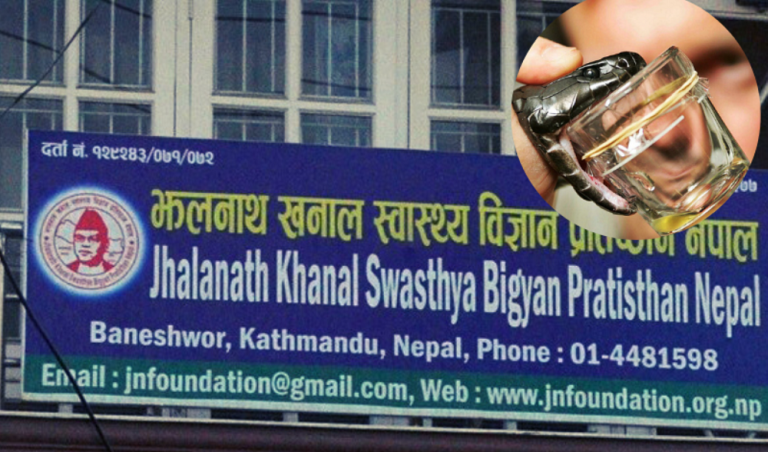 दर्ता नं. १२९२४३/०७१/०७२
झलनाथ खनाल स्वास्थ्य विज्ञान प्रतिष्ठान नेपाल
Jhalanath Khanal Swasthya Bigyan Pratisthan Nepal
Baneshwor, Kathmandu, Nepal, Phone : 01-4481598
Email : jnfoundation@gmail.com, Web : www.jnfoundation.org.np